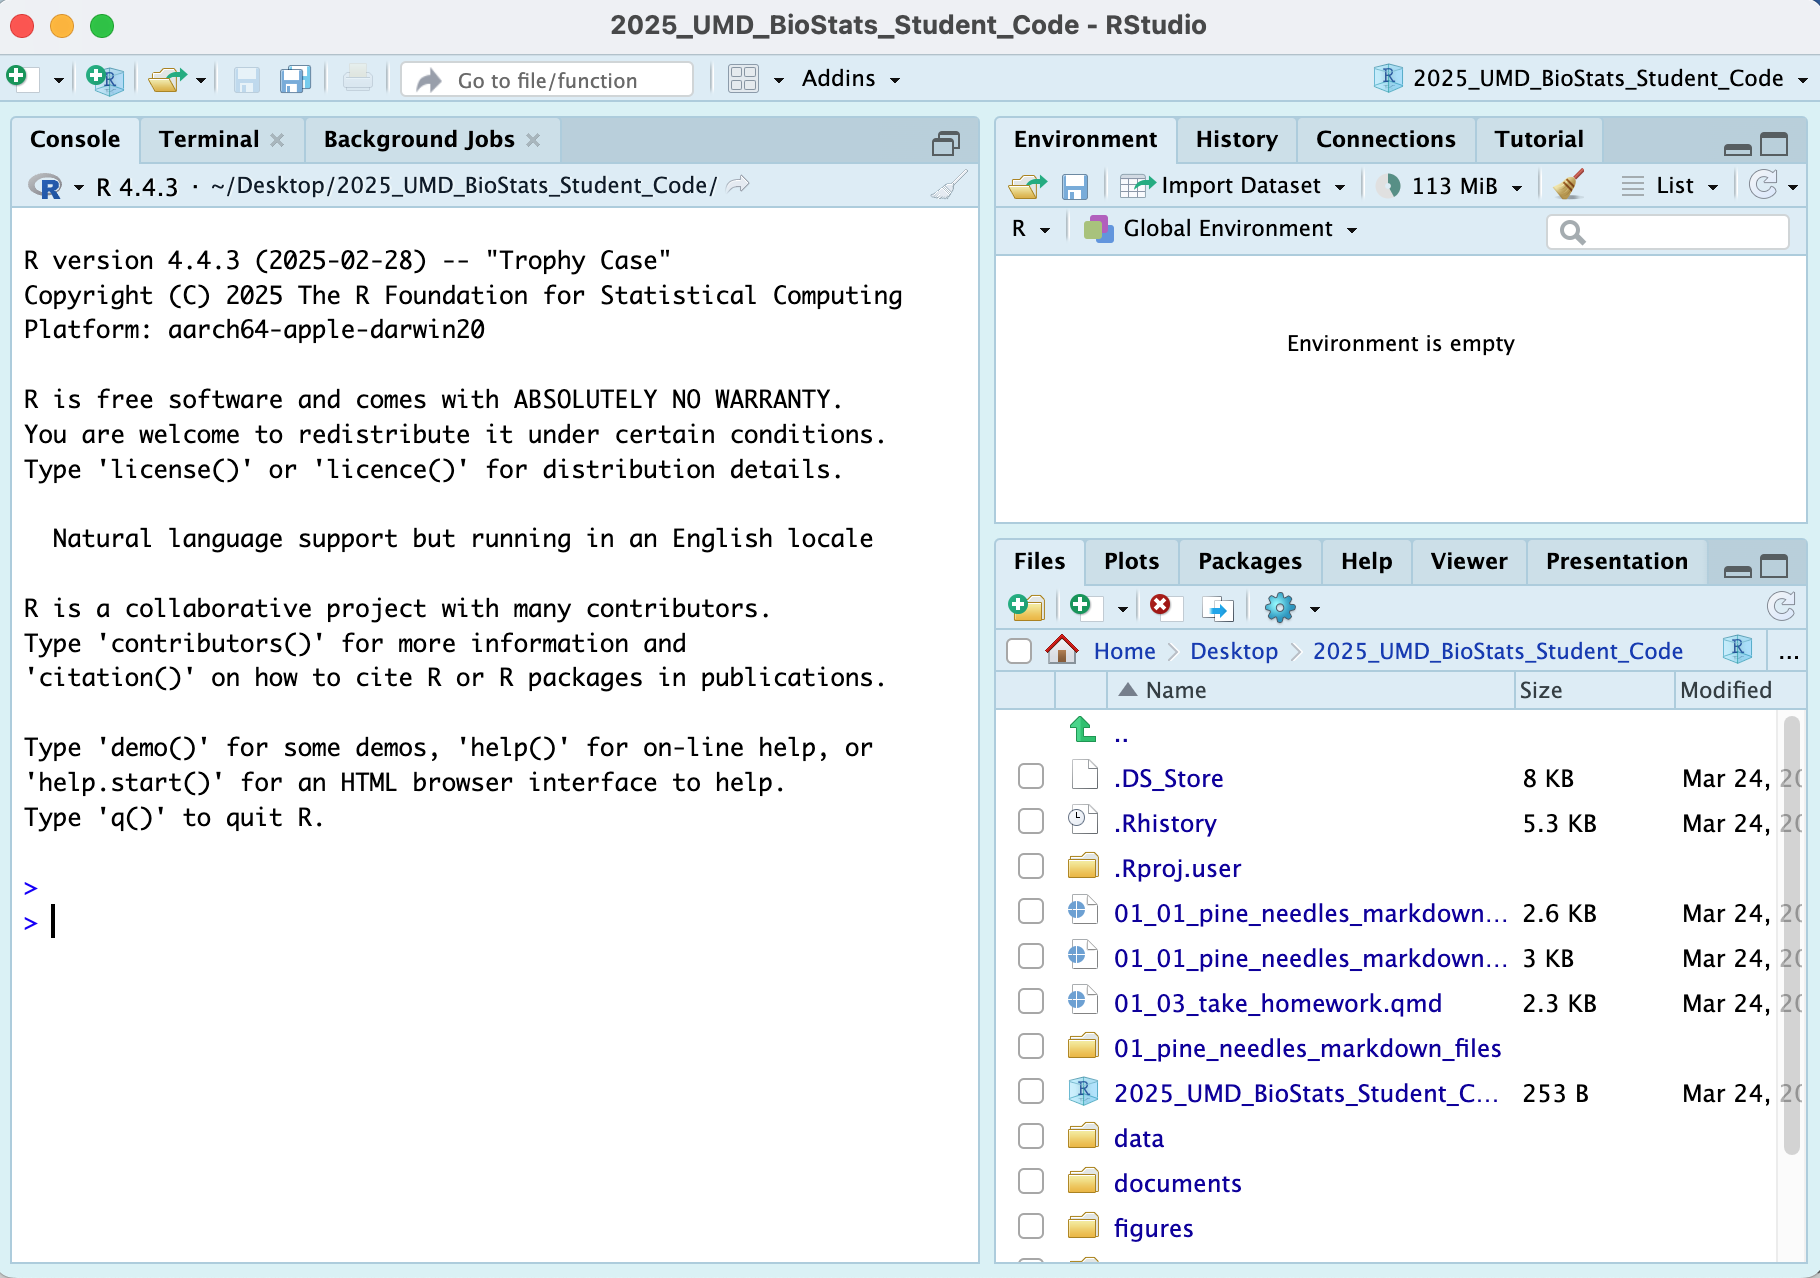 2025_UMD_BioStats_Student_Code - RStudio
Go to file/function
Addins
2025_UMD_BioStats_Student_Code
Console
Terminal
Background Jobs
R 4.4.3 · ~/Desktop/2025_UMD_BioStats_Student_Code/
R version 4.4.3 (2025-02-28) -- "Trophy Case"
Copyright (C) 2025 The R Foundation for Statistical Computing
Platform: aarch64-apple-darwin20
R is free software and comes with ABSOLUTELY NO WARRANTY.
You are welcome to redistribute it under certain conditions.
Type 'license()' or 'licence()' for distribution details.
Natural language support but running in an English locale
R is a collaborative project with many contributors.
Type 'contributors()' for more information and
'citation()' on how to cite R or R packages in publications.
Type 'demo()' for some demos, 'help()' for on-line help, or
'help.start()' for an HTML browser interface to help.
Type 'q()' to quit R.
>
>
Environment
History
Connections
Tutorial
Import Dataset
113 MiB
List
R
Global Environment
Environment is empty
Files
Plots
Packages
Help
Viewer
Presentation
Home
Desktop
2025_UMD_BioStats_Student_Code
...
Name Size Modified
..
.DS_Store 8 KB Mar 24, 20
.Rhistory 5.3 KB Mar 24, 20
.Rproj.user
01_01_pine_needles_markdown... 2.6 KB Mar 24, 20
01_01_pine_needles_markdown... 3 KB Mar 24, 20
01_03_take_homework.qmd 2.3 KB Mar 24, 20
01_pine_needles_markdown_files
2025_UMD_BioStats_Student_C... 253 B Mar 24, 20
data
documents
figures